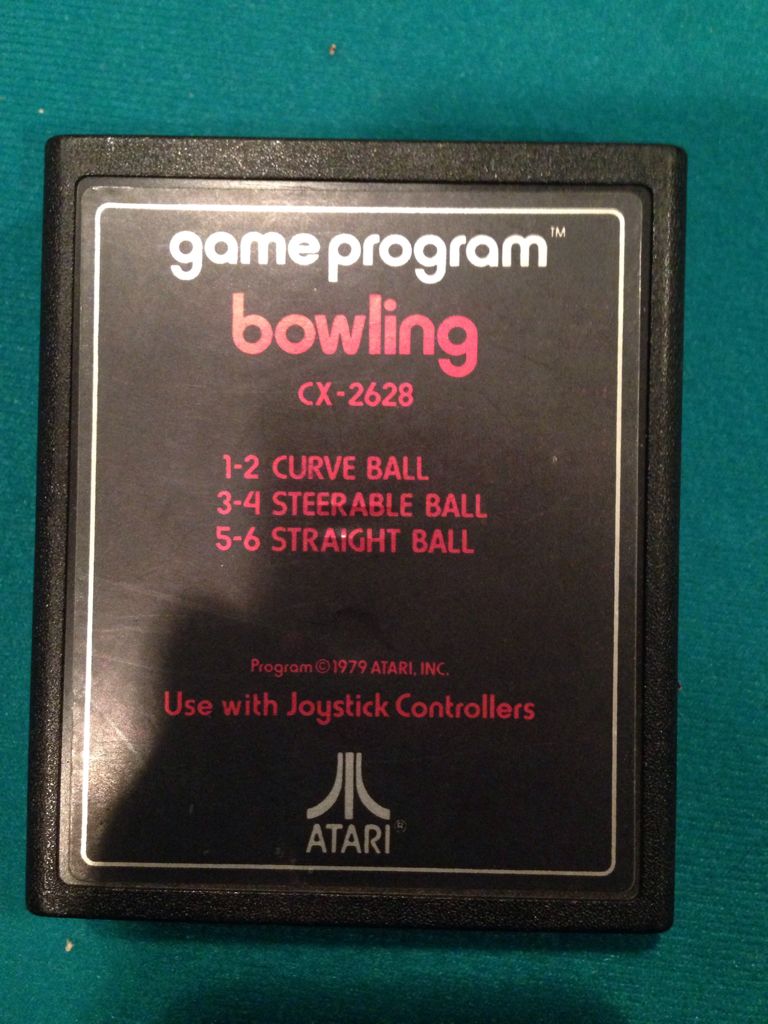 game program™
bowling
CX-2628
1-2 CURVE BALL
3-4 STEERABLE BALL
5-6 STRAIGHT BALL
Program © 1979 ATARI, INC.
Use with Joystick Controllers
ATARI®